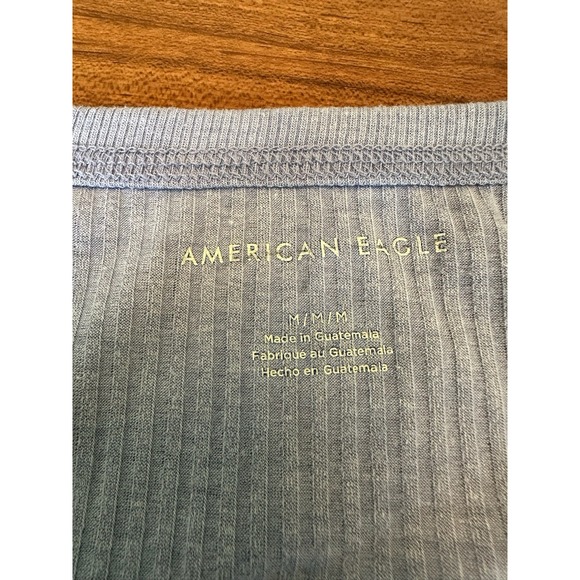 AMERICAN EAGLE
M/M/M
Made in Guatemala
Fabriqué au Guatemala
Hecho en Guatemala